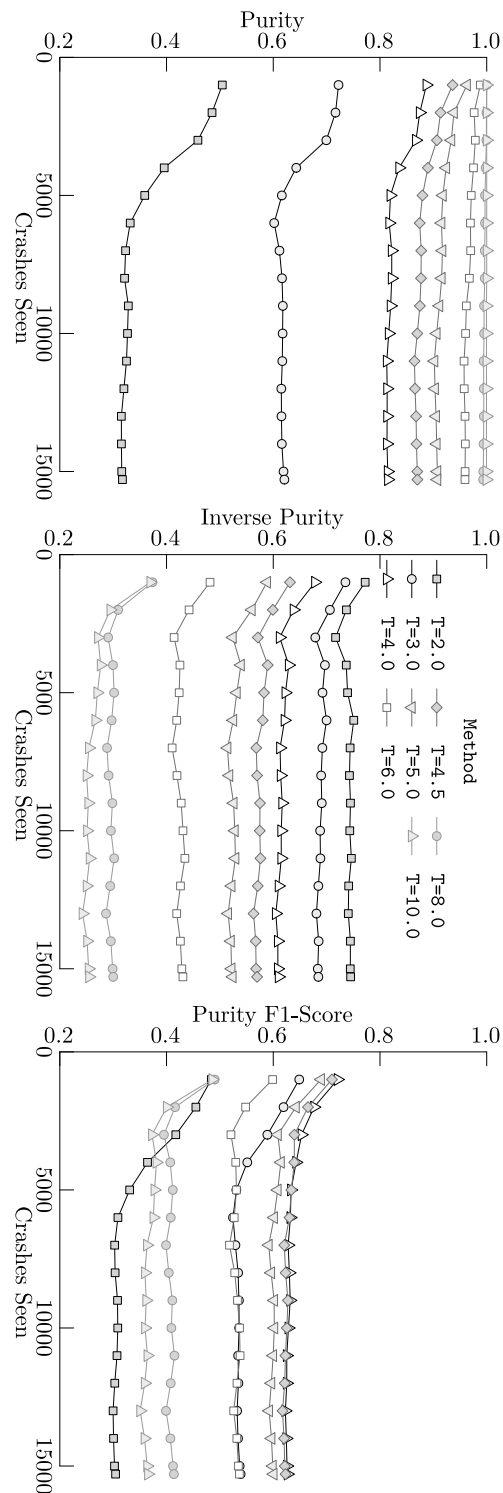 Purity
0.2
0.4
0.6
0.8
1.0
0
5000
10000
15000
Crashes Seen
Inverse Purity
0.2
0.4
0.6
0.8
1.0
0
5000
10000
15000
Crashes Seen
Method
T=2.0
T=3.0
T=4.0
T=4.5
T=5.0
T=6.0
T=8.0
T=10.0
Purity F1-Score
0.2
0.4
0.6
0.8
1.0
0
5000
10000
15000
Crashes Seen